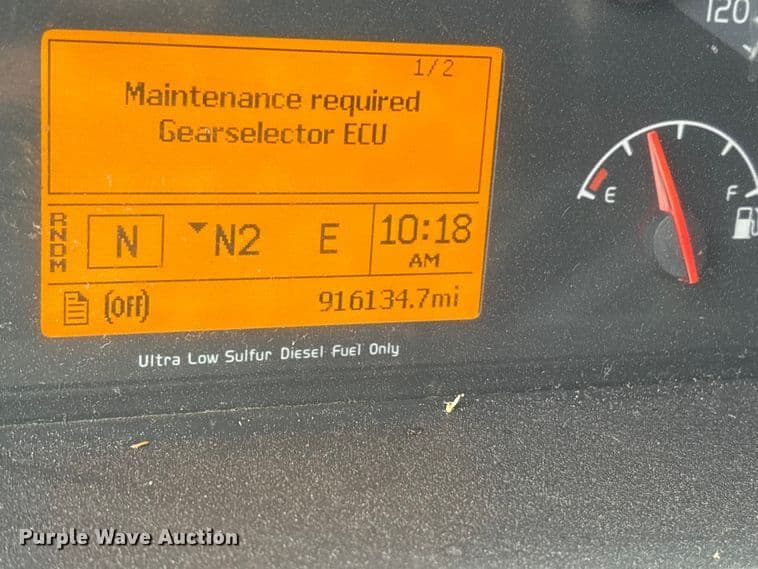 120
1/2
Maintenance required
Gearselector ECU
R
N
D
M
N N2 E 10:18
AM
(OFF) 916134.7mi
E F
Ultra Low Sulfur Diesel Fuel Only
Purple Wave Auction